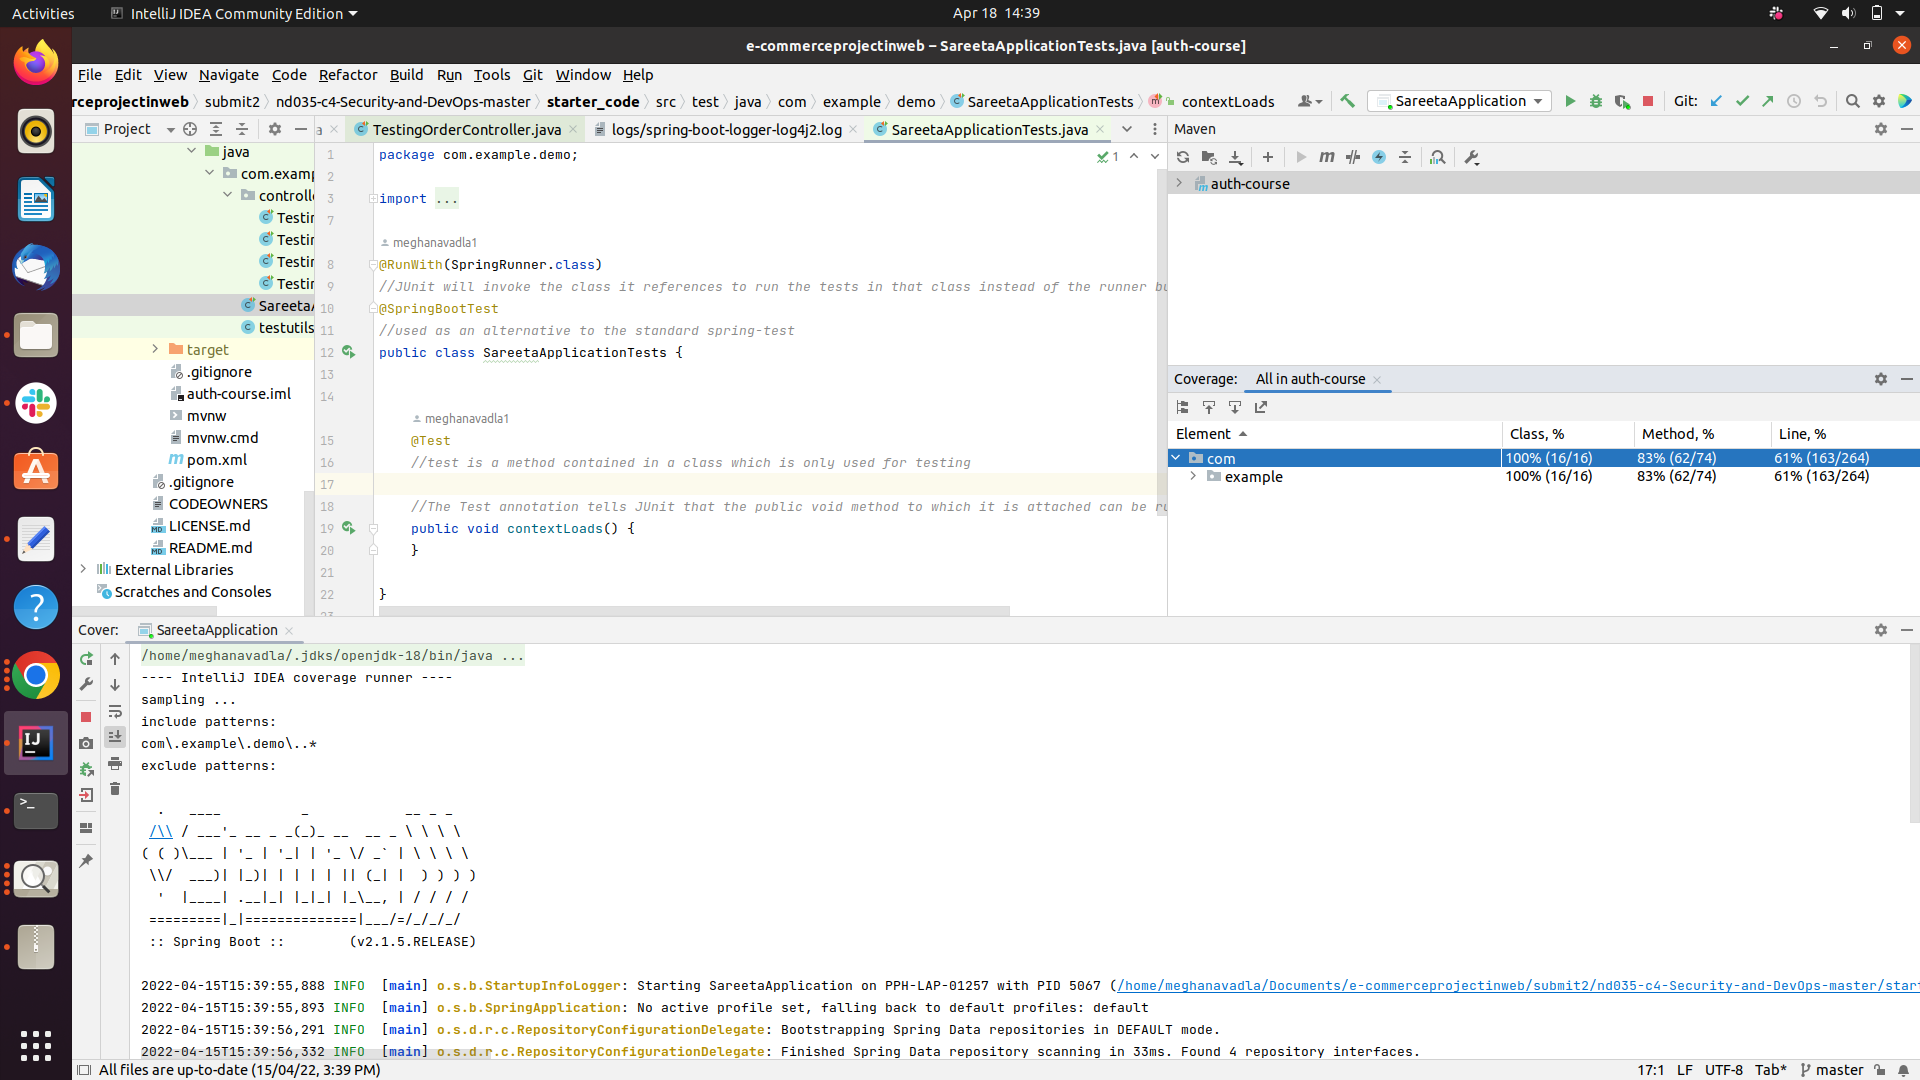 Activities
IntelliJ IDEA Community Edition
Apr 18 14:39
e-commerceprojectinweb – SareetaApplicationTests.java [auth-course]
File Edit View Navigate Code Refactor Build Run Tools Git Window Help
rceprojectinweb submit2 nd035-c4-Security-and-DevOps-master starter_code src test java com example demo SareetaApplicationTests contextLoads
SareetaApplication
Git:
Project
a
TestingOrderController.java
logs/spring-boot-logger-log4j2.log
SareetaApplicationTests.java
java
com.examp
controlle
Testin
Testin
Testin
Testin
SareetaA
testutils
target
.gitignore
auth-course.iml
mvnw
mvnw.cmd
pom.xml
.gitignore
CODEOWNERS
LICENSE.md
README.md
External Libraries
Scratches and Consoles
1 package com.example.demo;
1
2
3 import ...
7
meghanavadla1
8 @RunWith(SpringRunner.class)
9 //JUnit will invoke the class it references to run the tests in that class instead of the runner bu
10 @SpringBootTest
11 //used as an alternative to the standard spring-test
12 public class SareetaApplicationTests {
13
14
meghanavadla1
15 @Test
16 //test is a method contained in a class which is only used for testing
17
18 //The Test annotation tells JUnit that the public void method to which it is attached can be ru
19 public void contextLoads() {
20 }
21
22 }
23
Maven
auth-course
Coverage: All in auth-course
Element Class, % Method, % Line, %
com 100% (16/16) 83% (62/74) 61% (163/264)
example 100% (16/16) 83% (62/74) 61% (163/264)
Cover: SareetaApplication
/home/meghanavadla/.jdks/openjdk-18/bin/java ...
---- IntelliJ IDEA coverage runner ----
sampling ...
include patterns:
com\.example\.demo\..*
exclude patterns:
  .   ____          _            __ _ _
 /\\ / ___'_ __ _ _(_)_ __  __ _ \ \ \ \
( ( )\___ | '_ | '_| | '_ \/ _` | \ \ \ \
 \\/  ___)| |_)| | | | | || (_| |  ) ) ) )
  '  |____| .__|_| |_|_| |_\__, | / / / /
 =========|_|==============|___/=/_/_/_/
:: Spring Boot ::        (v2.1.5.RELEASE)
2022-04-15T15:39:55,888 INFO [main] o.s.b.StartupInfoLogger: Starting SareetaApplication on PPH-LAP-01257 with PID 5067 (/home/meghanavadla/Documents/e-commerceprojectinweb/submit2/nd035-c4-Security-and-DevOps-master/start
2022-04-15T15:39:55,893 INFO [main] o.s.b.SpringApplication: No active profile set, falling back to default profiles: default
2022-04-15T15:39:56,291 INFO [main] o.s.d.r.c.RepositoryConfigurationDelegate: Bootstrapping Spring Data repositories in DEFAULT mode.
2022-04-15T15:39:56,332 INFO [main] o.s.d.r.c.RepositoryConfigurationDelegate: Finished Spring Data repository scanning in 33ms. Found 4 repository interfaces.
All files are up-to-date (15/04/22, 3:39 PM)
17:1 LF UTF-8 Tab* master